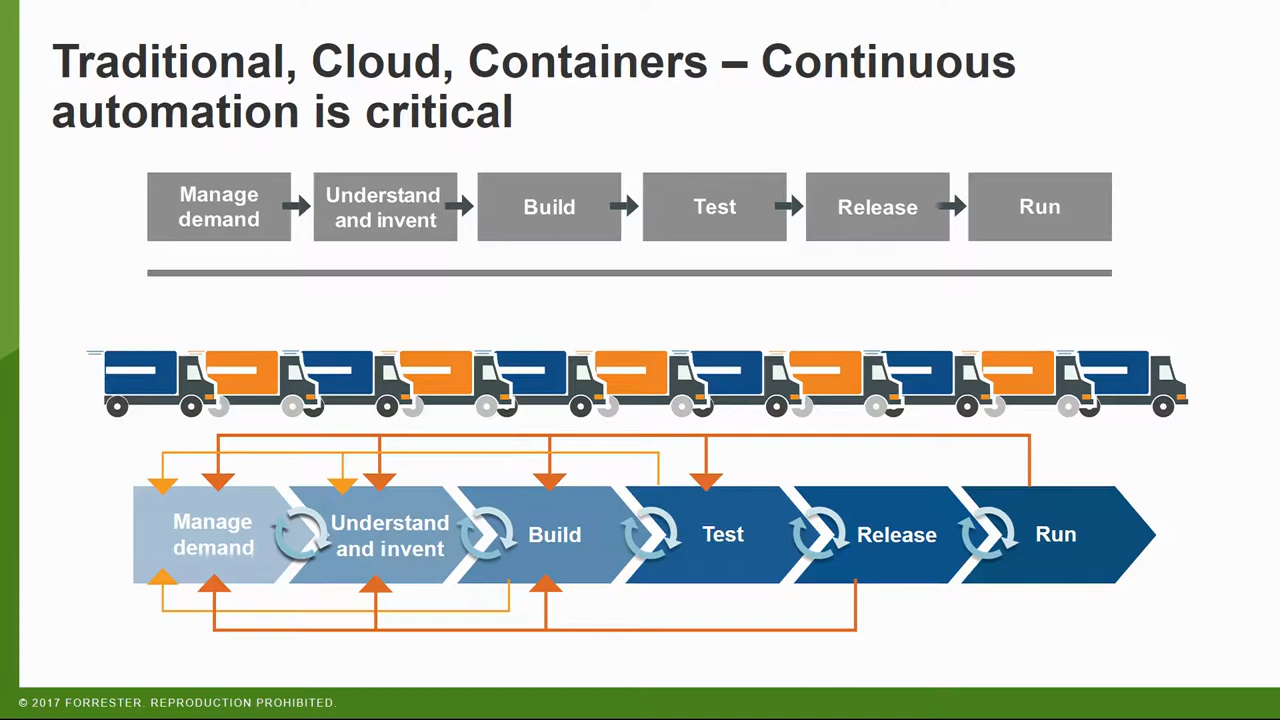 Traditional, Cloud, Containers – Continuous
automation is critical
Manage
demand
Understand
and invent
Build
Test
Release
Run
Manage
demand
Understand
and invent
Build
Test
Release
Run
© 2017 FORRESTER. REPRODUCTION PROHIBITED.